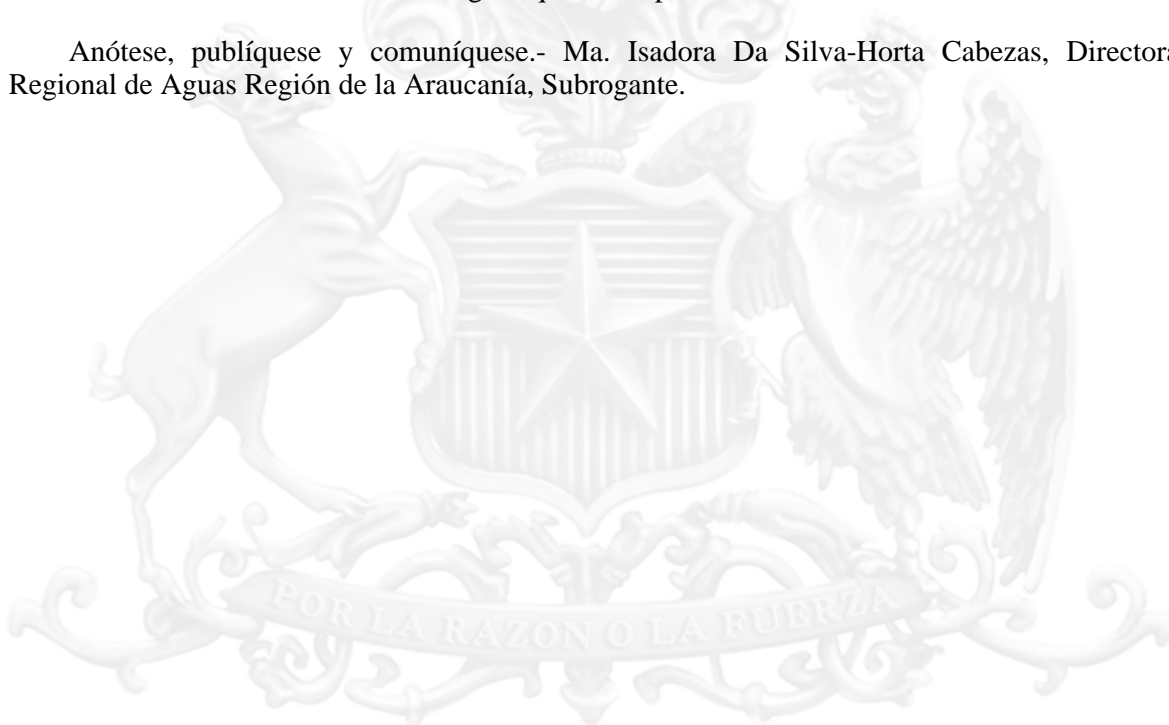 Anótese, publíquese y comuníquese.- Ma. Isadora Da Silva-Horta Cabezas, Directora
Regional de Aguas Región de la Araucanía, Subrogante.
POR LA RAZON O LA FUERZA